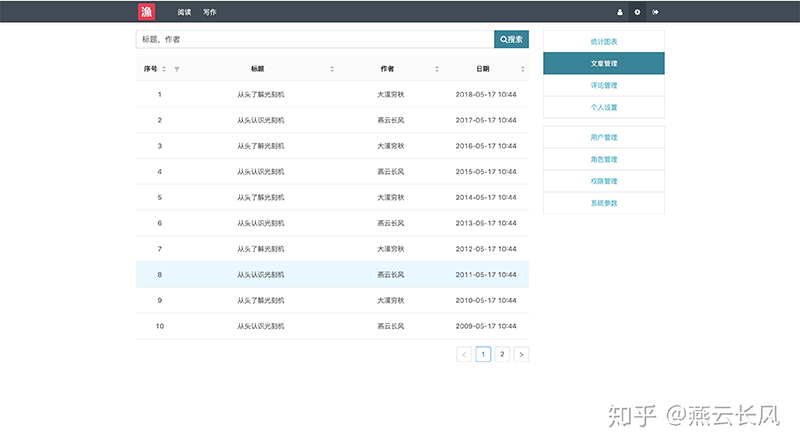 渔 阅读 写作
标题，作者 搜索
序号 标题 作者 日期
1 从头了解光刻机 大溪穷秋 2018-05-17 10:44
2 从头认识光刻机 燕云长风 2017-05-17 10:44
3 从头了解光刻机 大溪穷秋 2016-05-17 10:44
4 从头认识光刻机 燕云长风 2015-05-17 10:44
5 从头了解光刻机 大溪穷秋 2014-05-17 10:44
6 从头认识光刻机 燕云长风 2013-05-17 10:44
7 从头了解光刻机 大溪穷秋 2012-05-17 10:44
8 从头认识光刻机 燕云长风 2011-05-17 10:44
9 从头了解光刻机 大溪穷秋 2010-05-17 10:44
10 从头认识光刻机 燕云长风 2009-05-17 10:44
< 1 2 >
统计图表
文章管理
评论管理
个人设置
用户管理
角色管理
权限管理
系统参数
知乎 @燕云长风